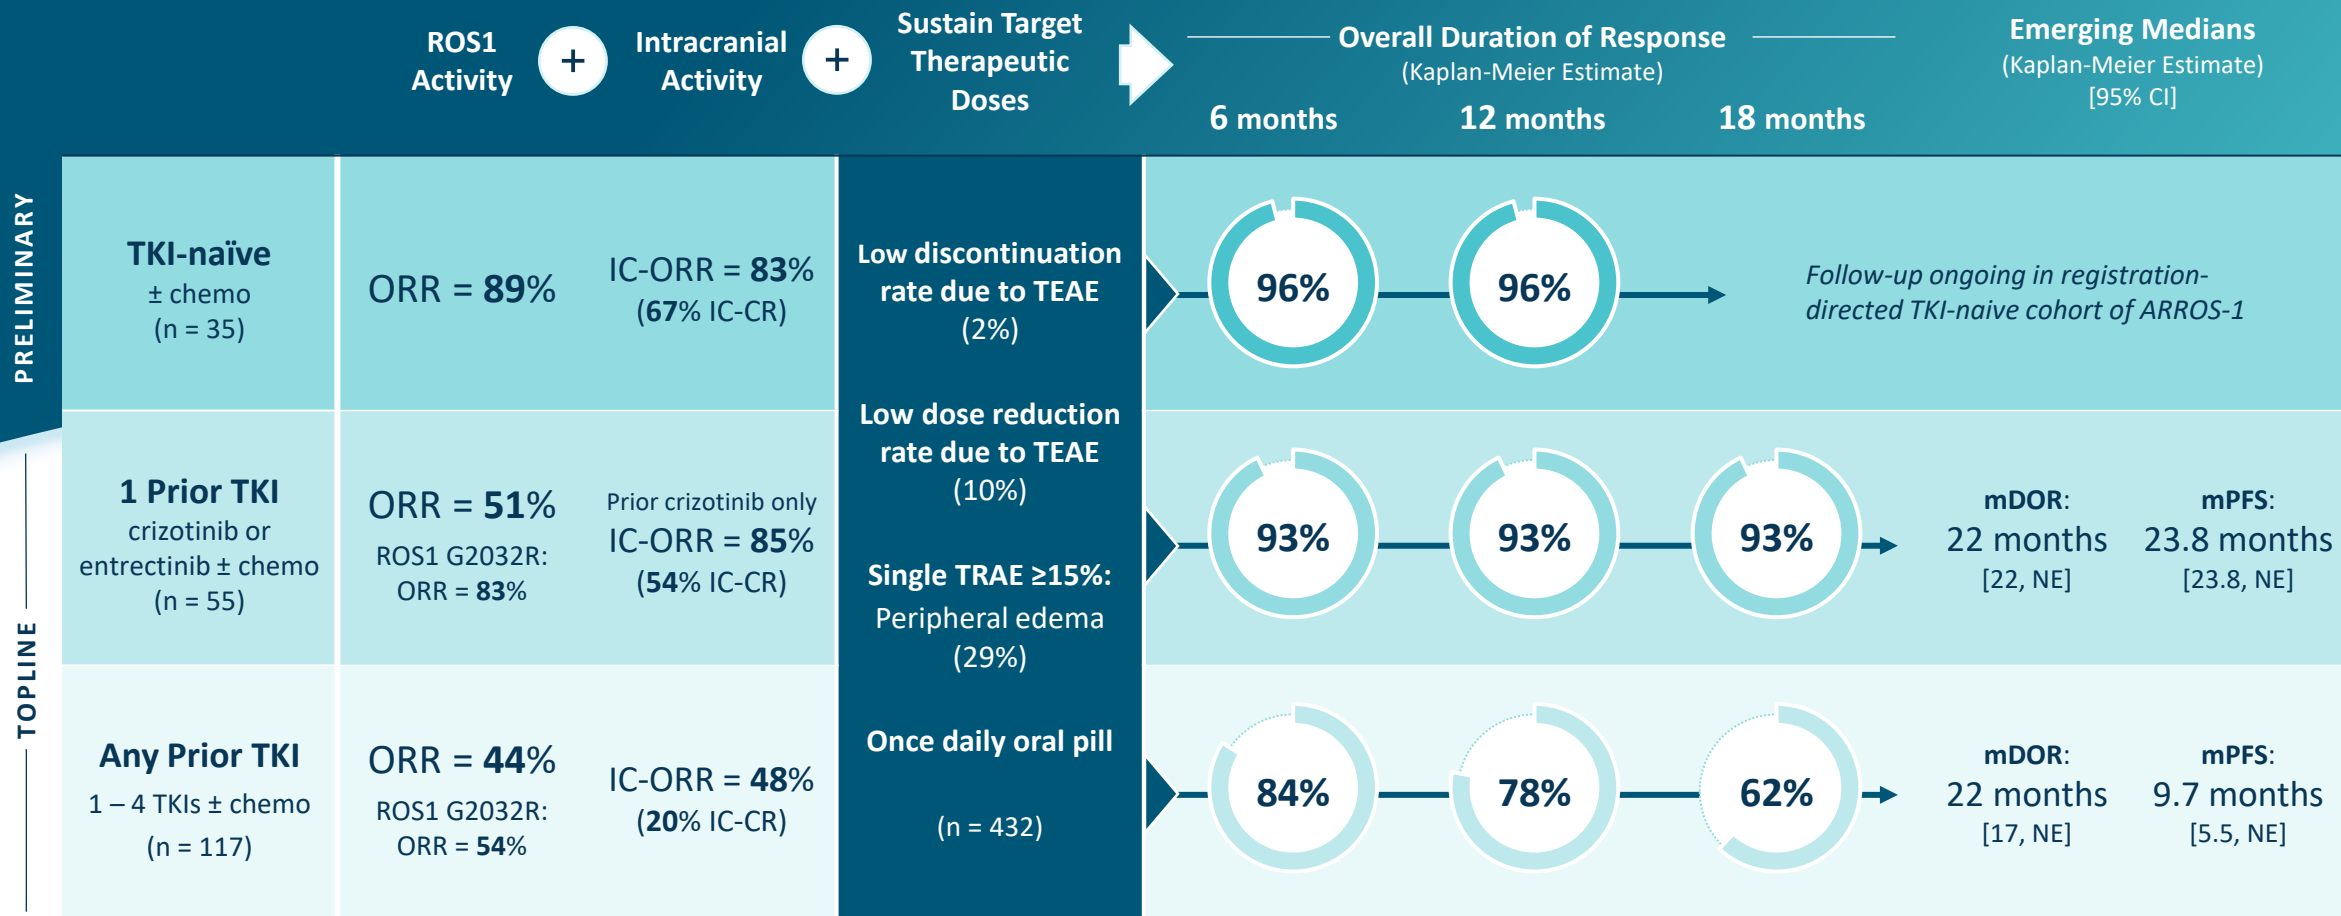 ROS1
Activity
+
Intracranial
Activity
+
Sustain Target
Therapeutic
Doses
Overall Duration of Response
(Kaplan-Meier Estimate)
6 months
12 months
18 months
Emerging Medians
(Kaplan-Meier Estimate)
[95% CI]
PRELIMINARY
TKI-naïve
± chemo
(n = 35)
ORR = 89%
IC-ORR = 83%
(67% IC-CR)
Low discontinuation
rate due to TEAE
(2%)
Low dose reduction
rate due to TEAE
(10%)
Single TRAE ≥15%:
Peripheral edema
(29%)
Once daily oral pill
(n = 432)
96%
96%
Follow-up ongoing in registration-
directed TKI-naive cohort of ARROS-1
TOPLINE
1 Prior TKI
crizotinib or
entrectinib ± chemo
(n = 55)
ORR = 51%
ROS1 G2032R:
ORR = 83%
Prior crizotinib only
IC-ORR = 85%
(54% IC-CR)
93%
93%
93%
mDOR:
22 months
[22, NE]
mPFS:
23.8 months
[23.8, NE]
Any Prior TKI
1 – 4 TKIs ± chemo
(n = 117)
ORR = 44%
ROS1 G2032R:
ORR = 54%
IC-ORR = 48%
(20% IC-CR)
84%
78%
62%
mDOR:
22 months
[17, NE]
mPFS:
9.7 months
[5.5, NE]